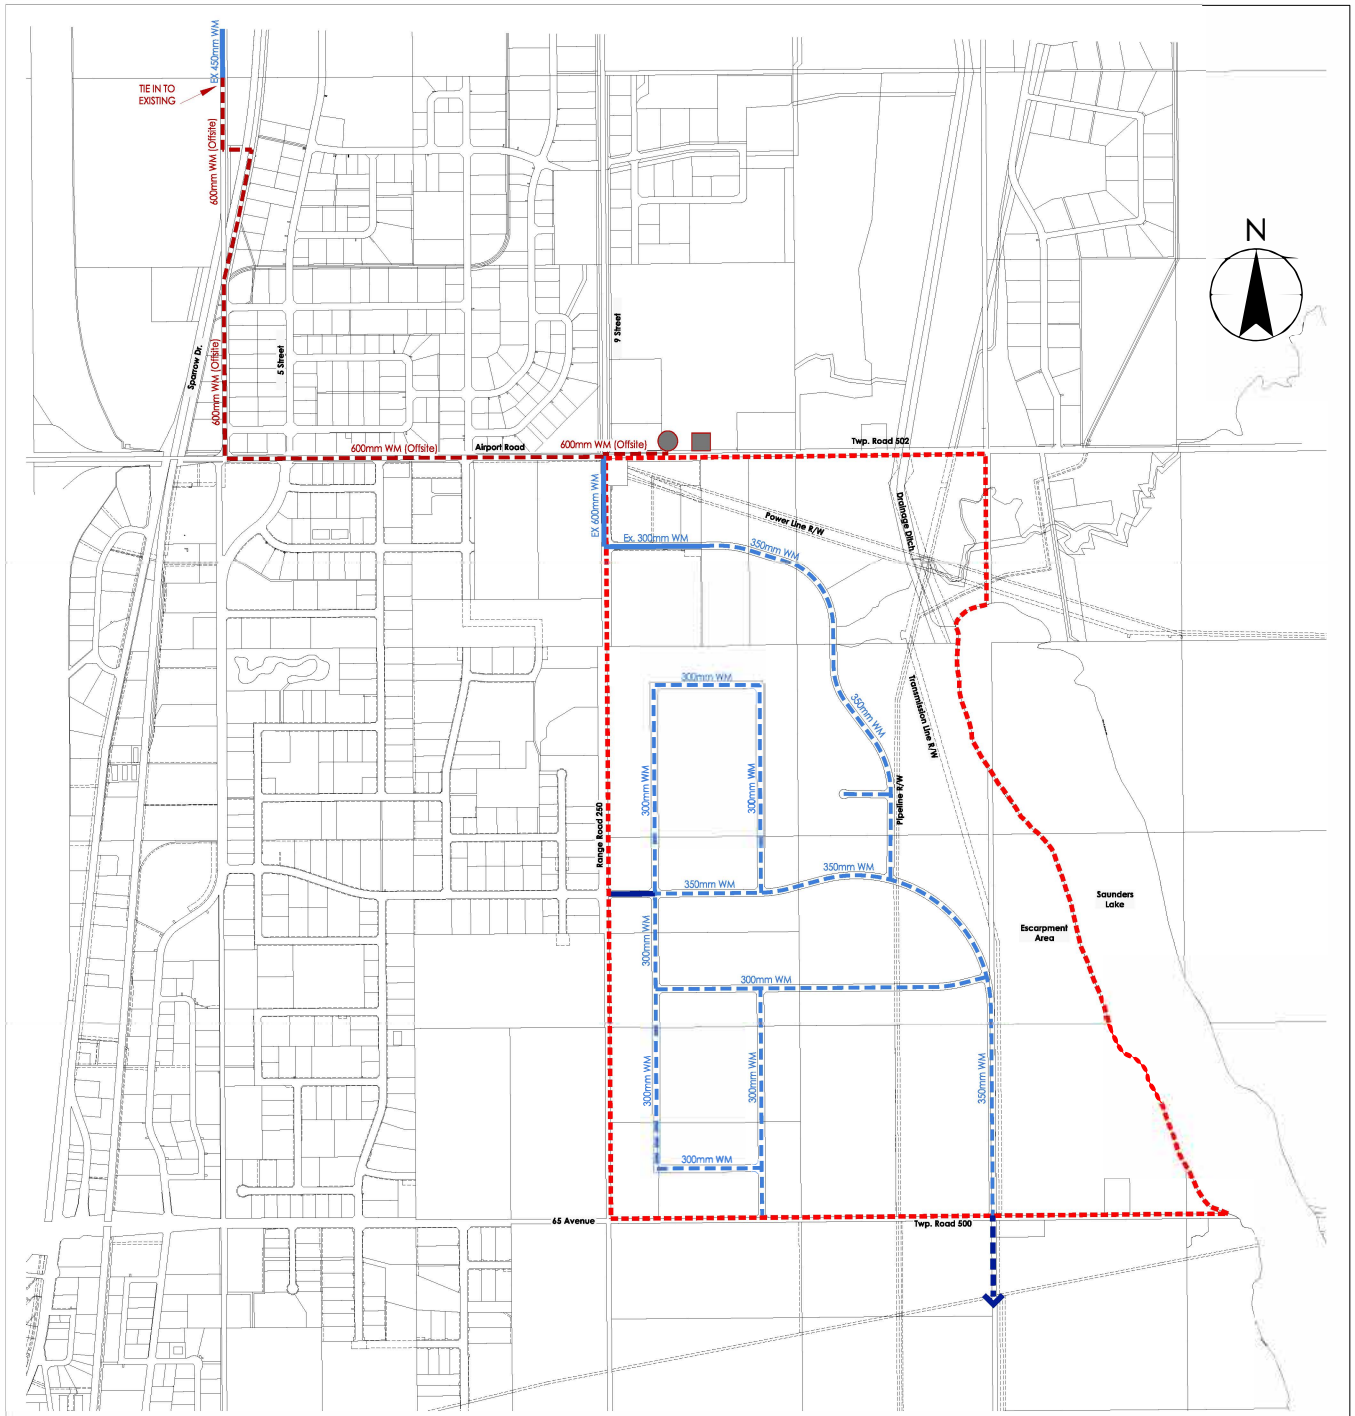 EX 450mm WM
TIE IN TO
EXISTING
600mm WM (Offsite)
N
9 Street
Sparrow Dr.
5 Street
600mm WM (Offsite)
600mm WM (Offsite)
Airport Road
600mm WM (Offsite)
Twp. Road 502
EX 600mm WM
Ex. 300mm WM
350mm WM
Power Line R/W
Drainage Ditch
300mm WM
350mm WM
Transmission Line R/W
300mm WM
300mm WM
Pipeline R/W
Range Road 250
350mm WM
350mm WM
Saunders
Lake
Escarpment
Area
300mm WM
300mm WM
300mm WM
300mm WM
350mm WM
300mm WM
65 Avenue
Twp. Road 500